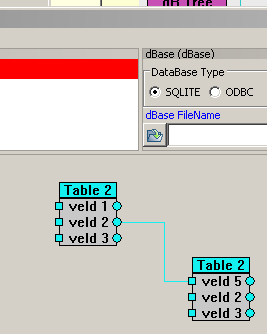 dB Tree
dBase (dBase)
DataBase Type
SQLITE ODBC
dBase FileName
Table 2
veld 1
veld 2
veld 3
Table 2
veld 5
veld 2
veld 3